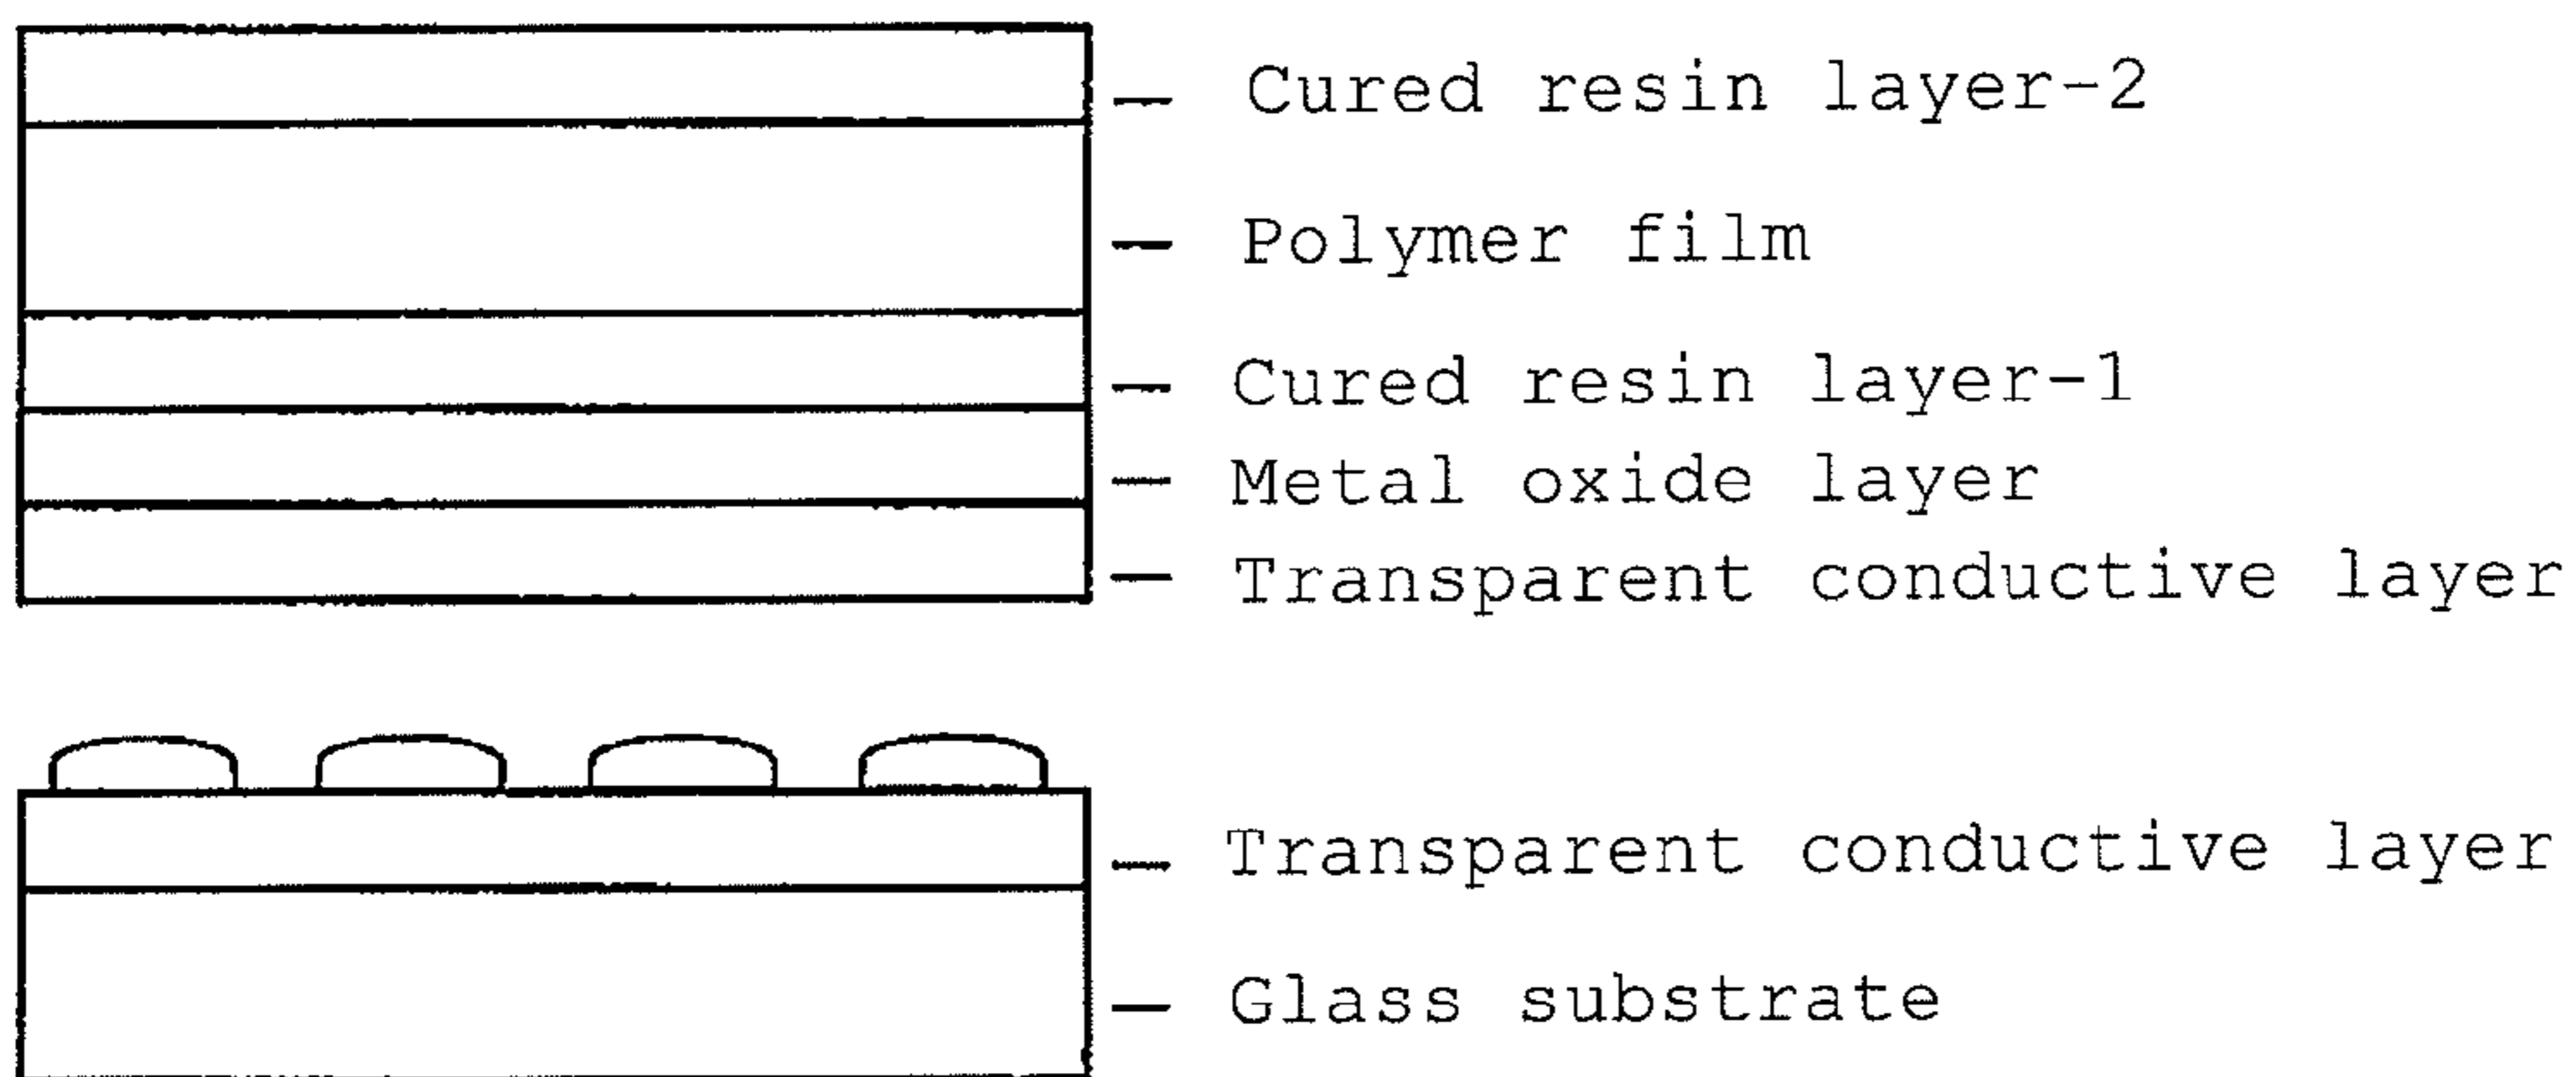 Cured resin layer-2
Polymer film
Cured resin layer-1
Metal oxide layer
Transparent conductive layer
Transparent conductive layer
Glass substrate